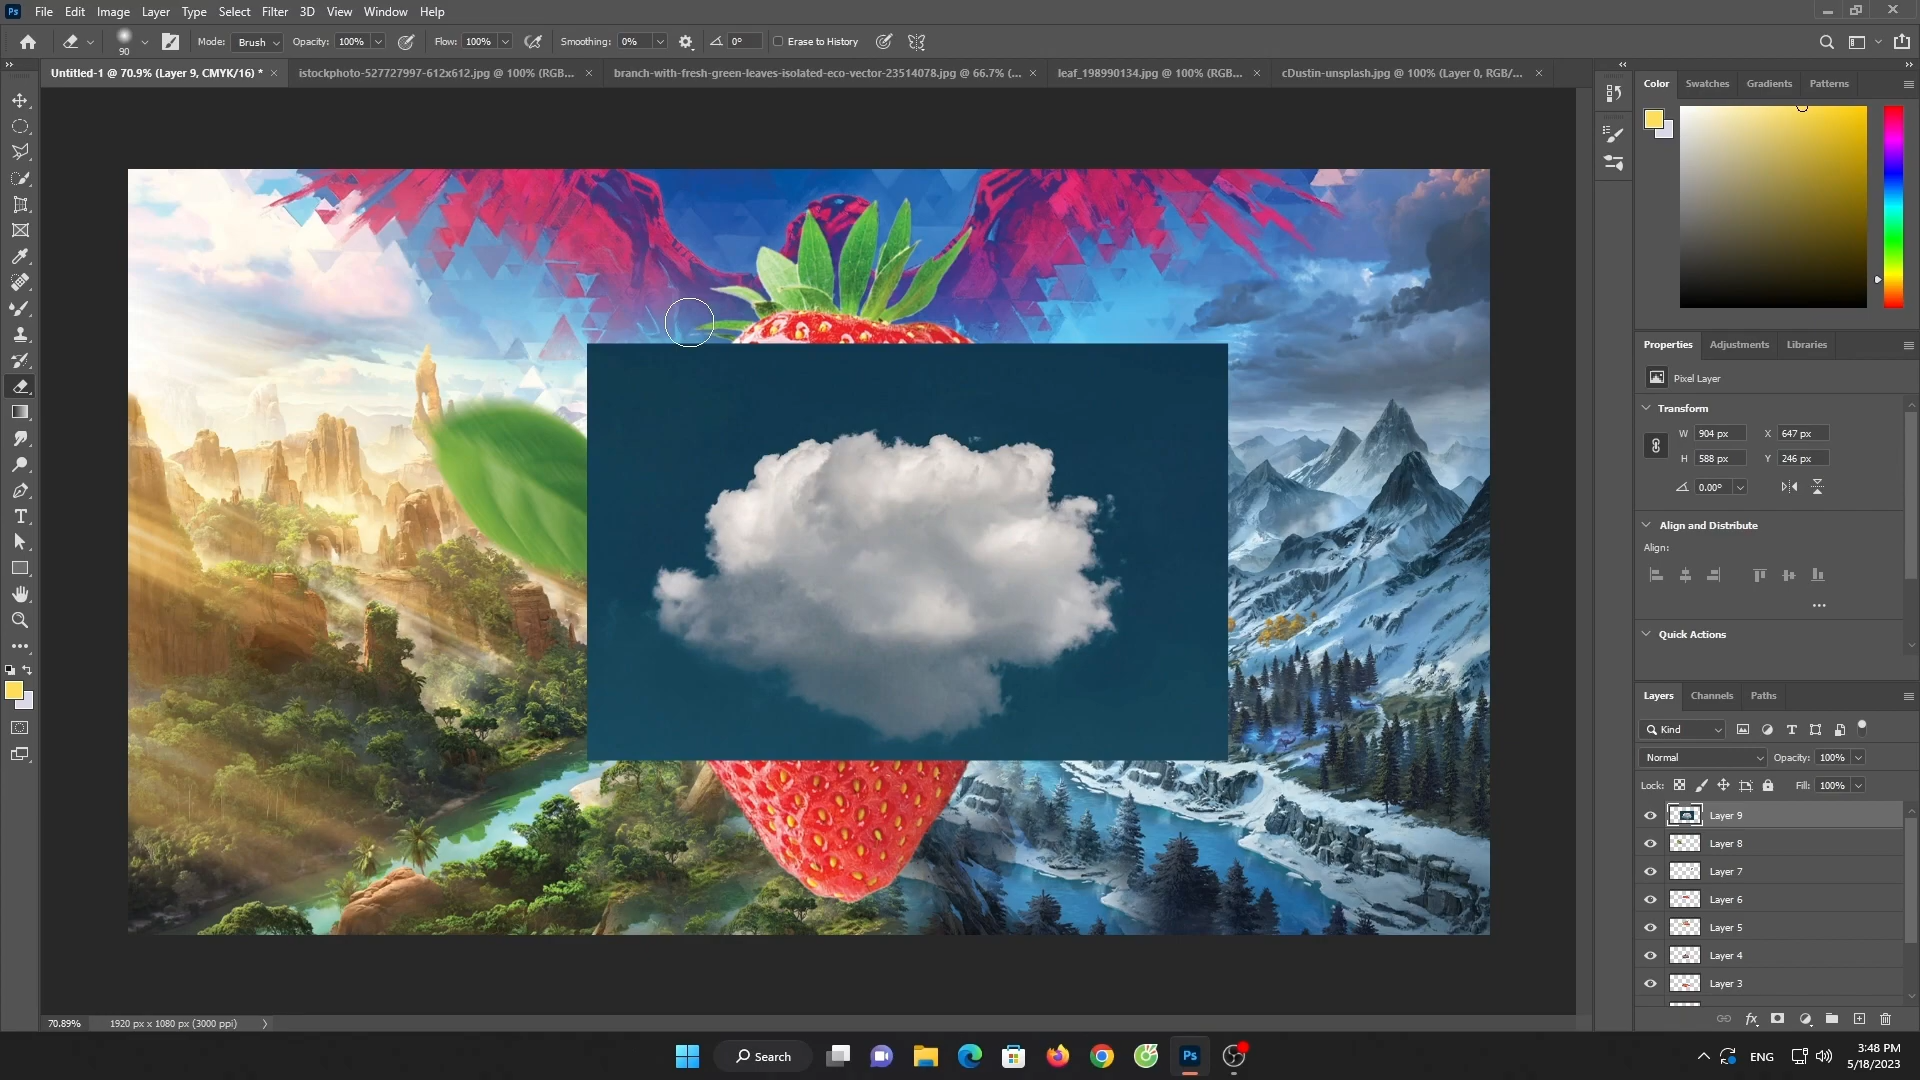 Ps File Edit Image Layer Type Select Filter 3D View Window Help
90 Mode: Brush Opacity: 100% Flow: 100% Smoothing: 0% 0° Erase to History
Untitled-1 @ 70.9% (Layer 9, CMYK/16) * × istockphoto-527727997-612x612.jpg @ 100% (RGB... × branch-with-fresh-green-leaves-isolated-eco-vector-23514078.jpg @ 66.7% (... × leaf_198990134.jpg @ 100% (RGB... × cDustin-unsplash.jpg @ 100% (Layer 0, RGB/... ×
Color Swatches Gradients Patterns
Properties Adjustments Libraries
Pixel Layer
Transform
W 904 px X 647 px
H 588 px Y 246 px
0.00°
Align and Distribute
Align:
Quick Actions
Layers Channels Paths
Kind
Normal Opacity: 100%
Lock: Fill: 100%
Layer 9
Layer 8
Layer 7
Layer 6
Layer 5
Layer 4
Layer 3
70.89% 1920 px x 1080 px (3000 ppi)
Search
Ps
ENG
3:48 PM
5/18/2023